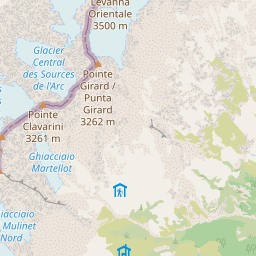 Levanna
Orientale
3500 m
Glacier
Central
des Sources
de l'Arc
Pointe
Girard /
Punta
Girard
3262 m
Pointe
Clavarini
3261 m
Ghiacciaio
Martellot
iacciaio
Mulinet
Nord